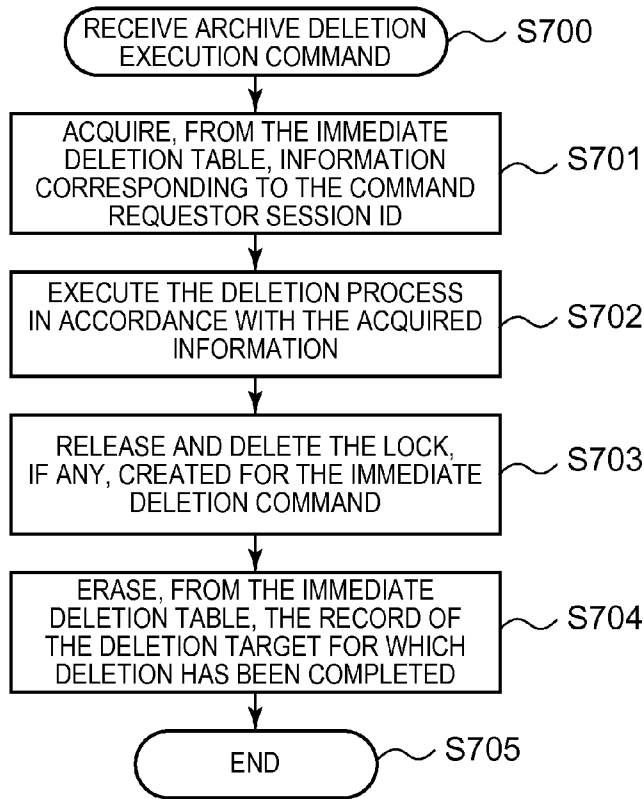 RECEIVE ARCHIVE DELETION
EXECUTION COMMAND
S700
ACQUIRE, FROM THE IMMEDIATE
DELETION TABLE, INFORMATION
CORRESPONDING TO THE COMMAND
REQUESTOR SESSION ID
S701
EXECUTE THE DELETION PROCESS
IN ACCORDANCE WITH THE ACQUIRED
INFORMATION
S702
RELEASE AND DELETE THE LOCK,
IF ANY, CREATED FOR THE IMMEDIATE
DELETION COMMAND
S703
ERASE, FROM THE IMMEDIATE
DELETION TABLE, THE RECORD OF
THE DELETION TARGET FOR WHICH
DELETION HAS BEEN COMPLETED
S704
END
S705